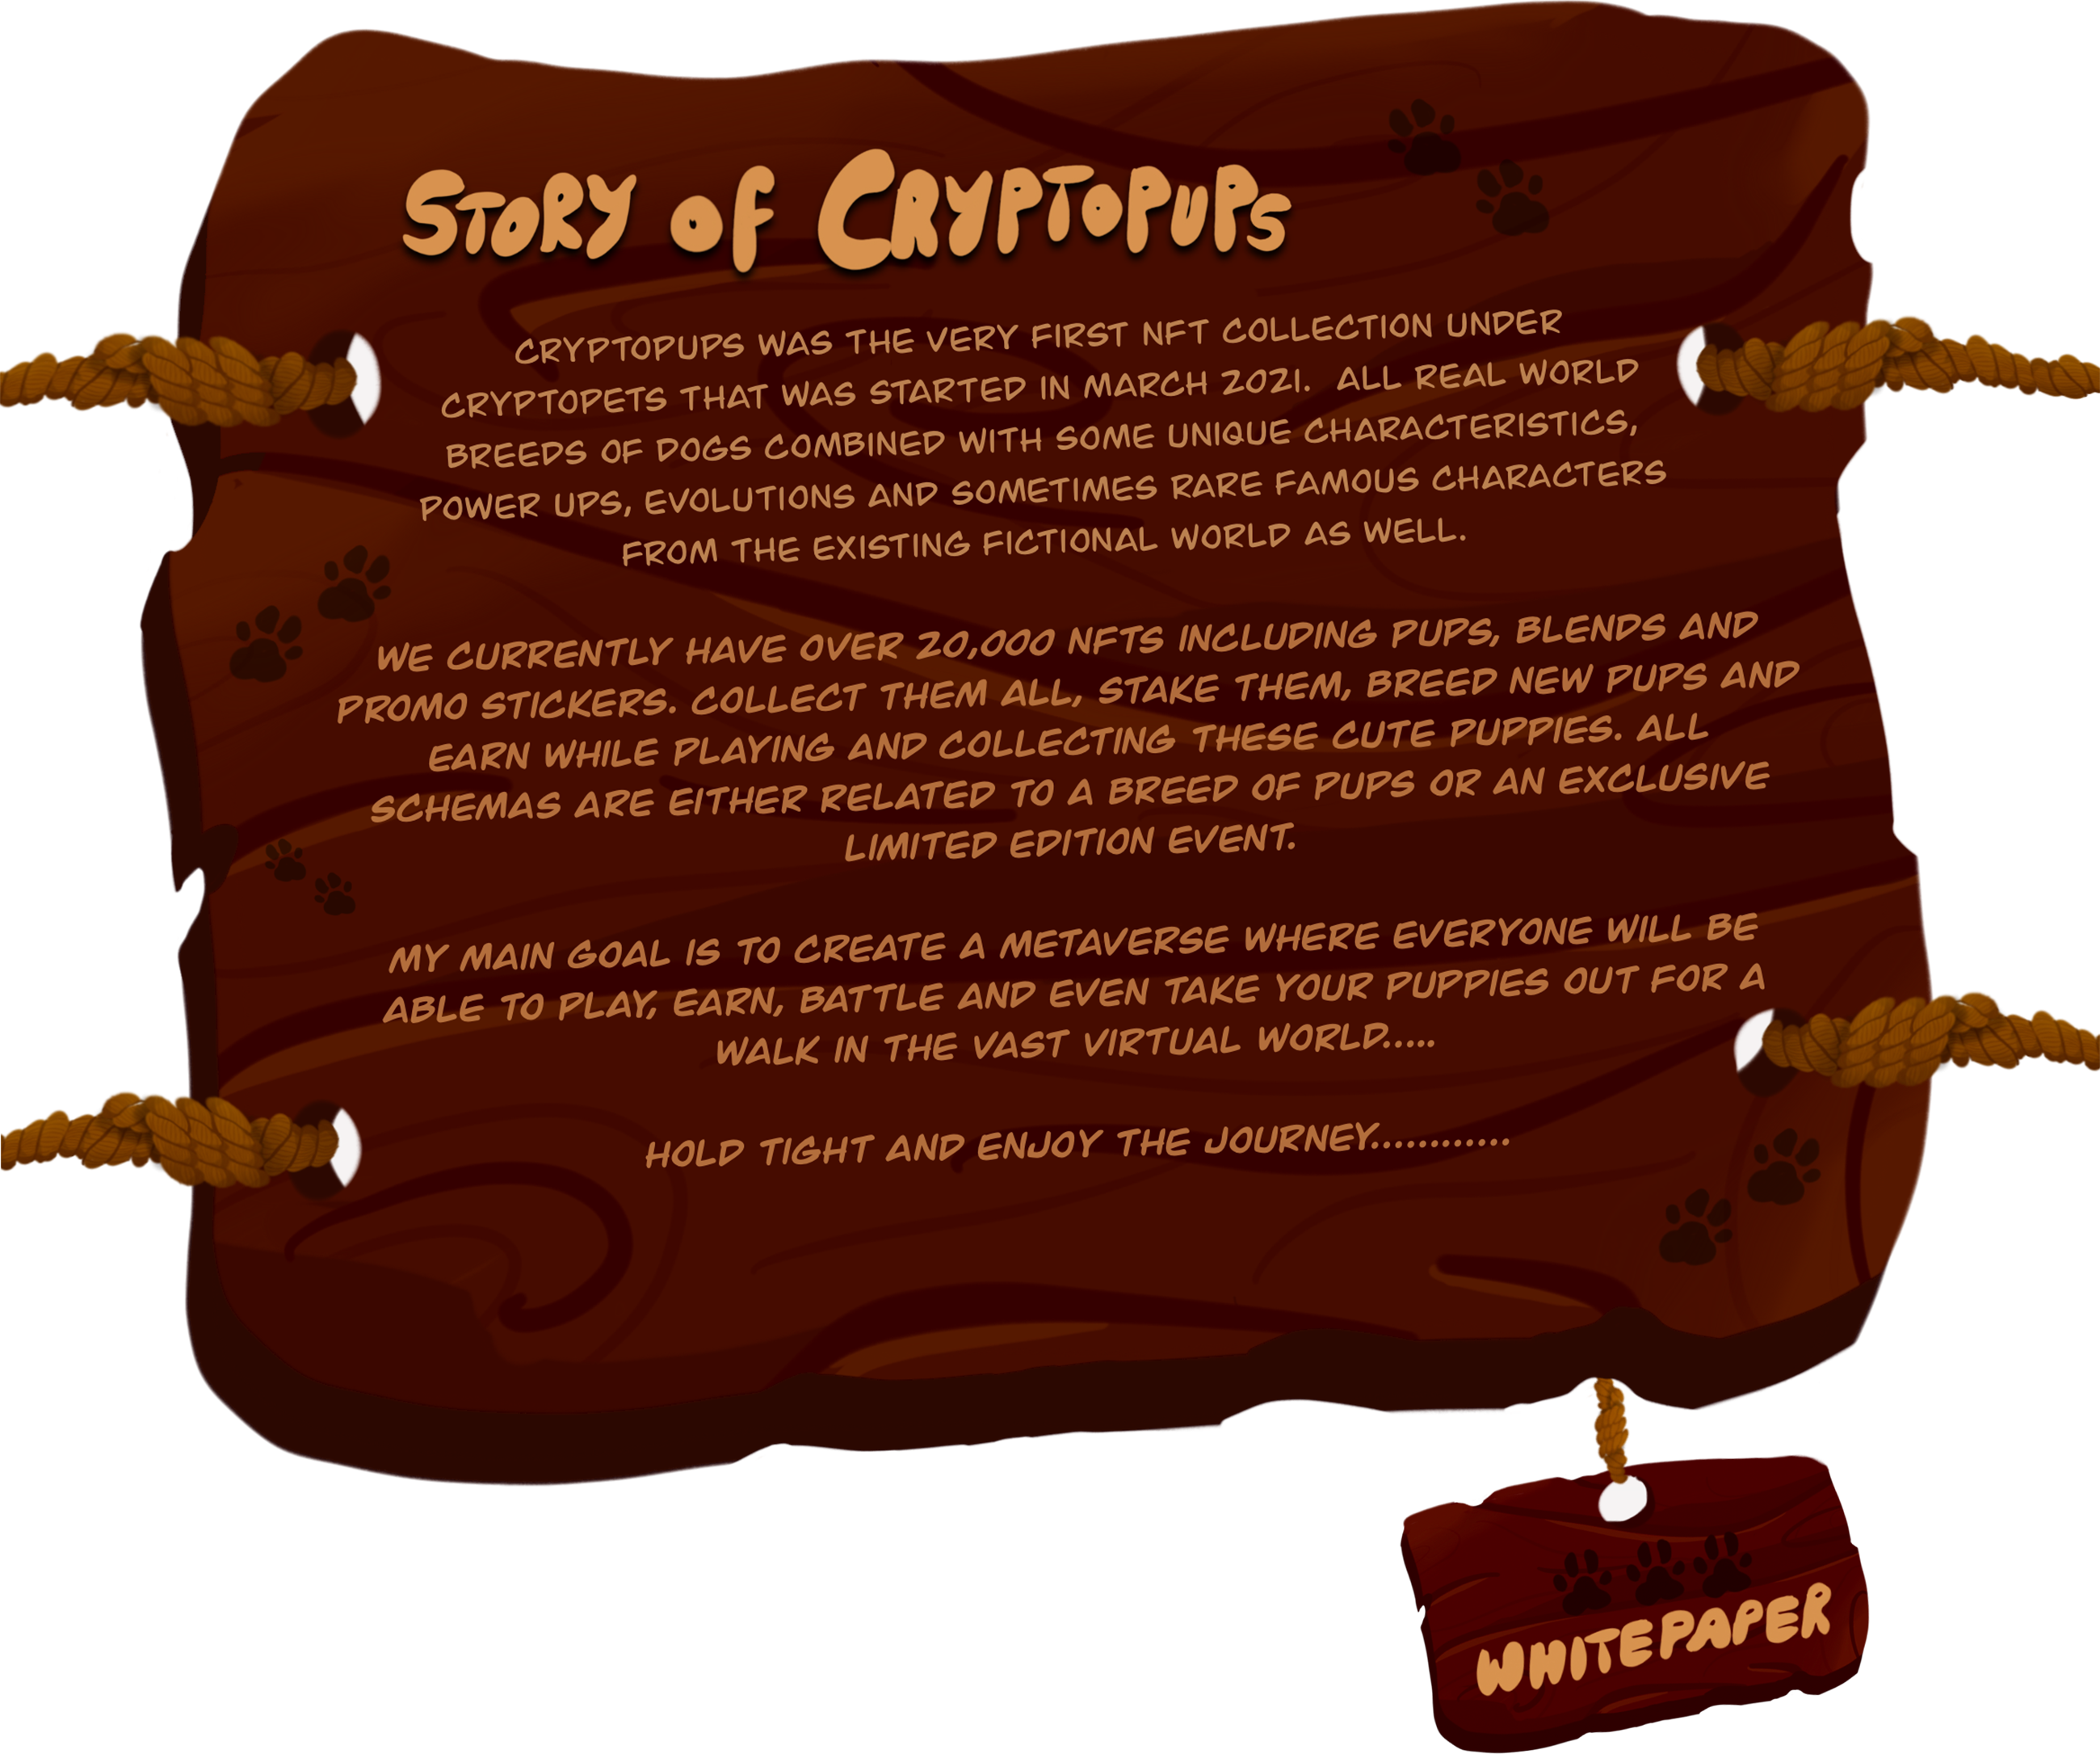 Story of Cryptopups
CRYPTOPUPS WAS THE VERY FIRST NFT COLLECTION UNDER
CRYPTOPETS THAT WAS STARTED IN MARCH 2021. ALL REAL WORLD
BREEDS OF DOGS COMBINED WITH SOME UNIQUE CHARACTERISTICS,
POWER UPS, EVOLUTIONS AND SOMETIMES RARE FAMOUS CHARACTERS
FROM THE EXISTING FICTIONAL WORLD AS WELL.
WE CURRENTLY HAVE OVER 20,000 NFTS INCLUDING PUPS, BLENDS AND
PROMO STICKERS. COLLECT THEM ALL, STAKE THEM, BREED NEW PUPS AND
EARN WHILE PLAYING AND COLLECTING THESE CUTE PUPPIES. ALL
SCHEMAS ARE EITHER RELATED TO A BREED OF PUPS OR AN EXCLUSIVE
LIMITED EDITION EVENT.
MY MAIN GOAL IS TO CREATE A METAVERSE WHERE EVERYONE WILL BE
ABLE TO PLAY, EARN, BATTLE AND EVEN TAKE YOUR PUPPIES OUT FOR A
WALK IN THE VAST VIRTUAL WORLD.....
HOLD TIGHT AND ENJOY THE JOURNEY............
WHITEPAPER